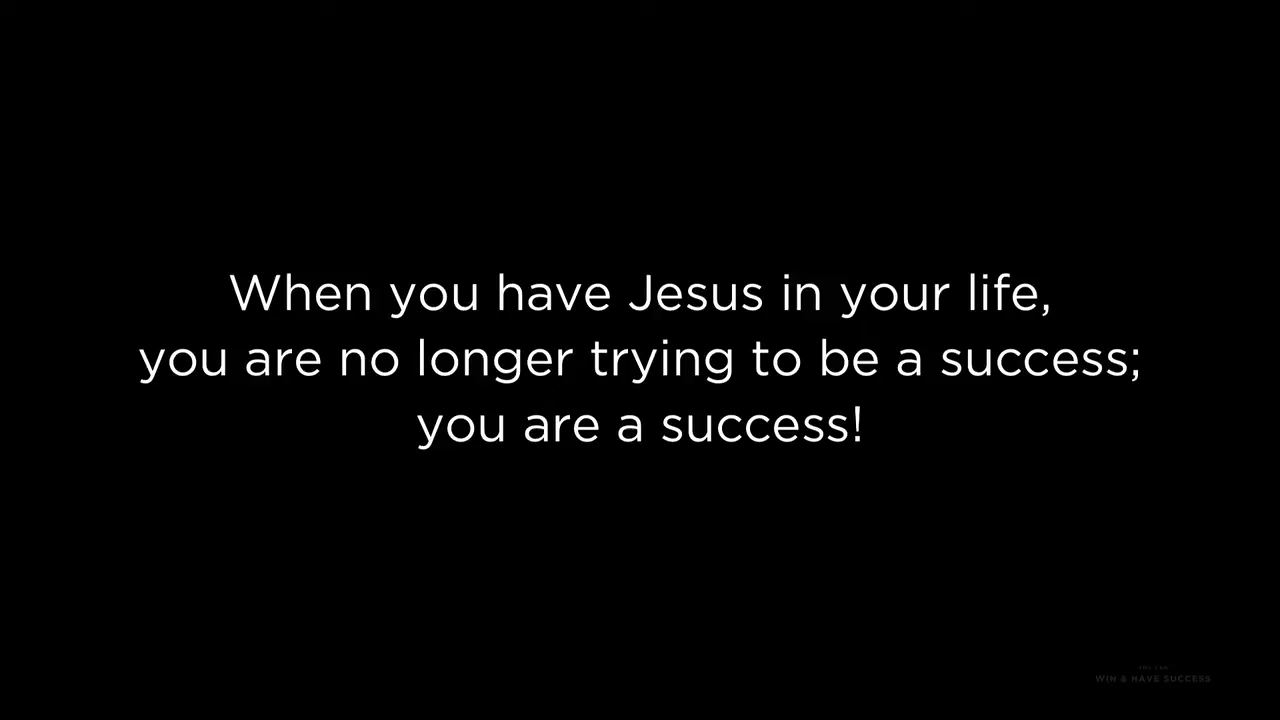 When you have Jesus in your life,
you are no longer trying to be a success;
you are a success!
WIN & HAVE SUCCESS